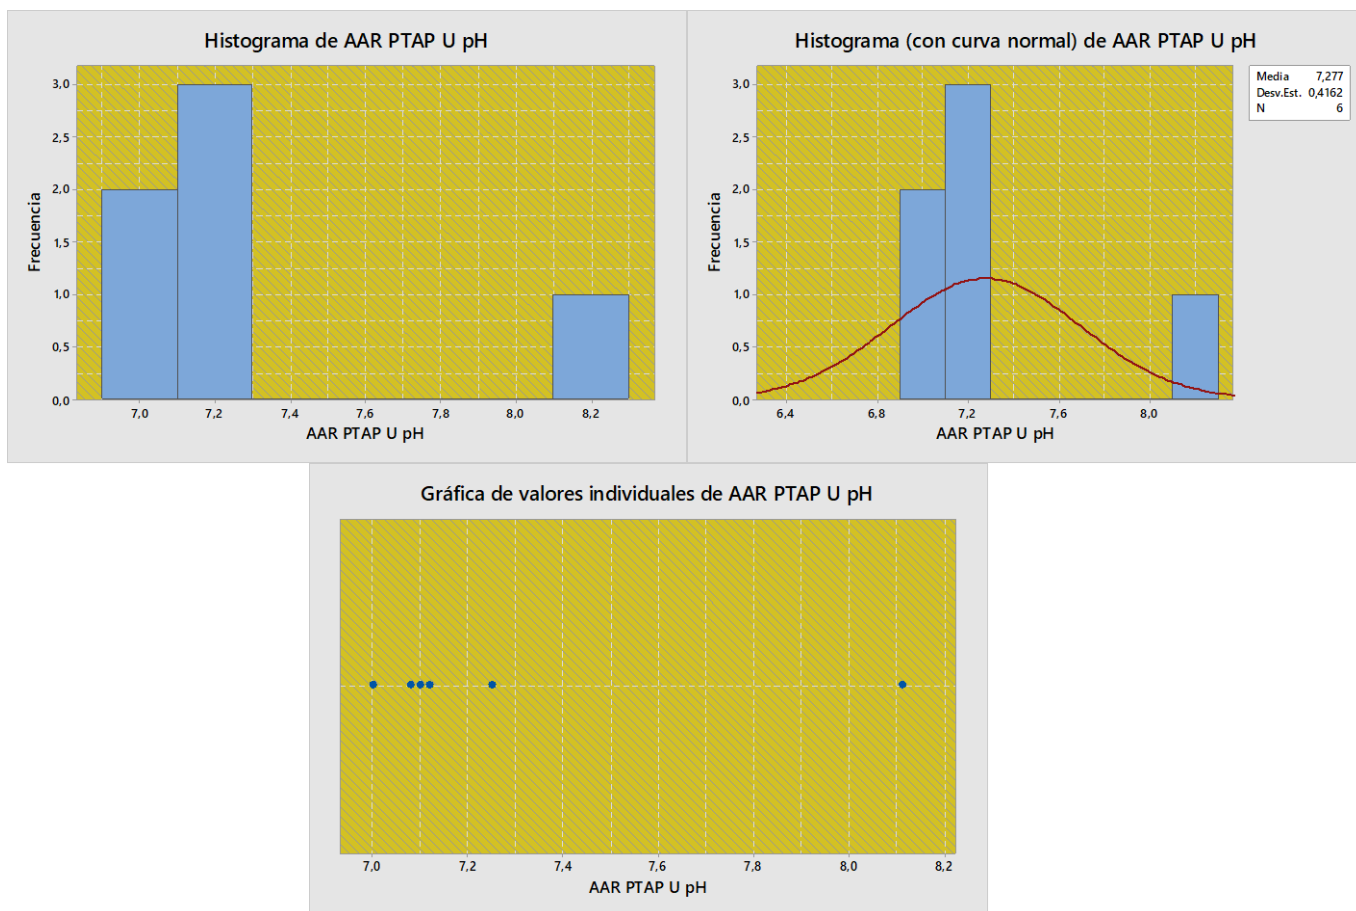 Histograma de AAR PTAP U pH
3,0
2,5
2,0
1,5
1,0
0,5
0,0
Frecuencia
7,0 7,2 7,4 7,6 7,8 8,0 8,2
AAR PTAP U pH
Histograma (con curva normal) de AAR PTAP U pH
Media 7,277
Desv.Est. 0,4162
N 6
3,0
2,5
2,0
1,5
1,0
0,5
0,0
Frecuencia
6,4 6,8 7,2 7,6 8,0
AAR PTAP U pH
Gráfica de valores individuales de AAR PTAP U pH
7,0 7,2 7,4 7,6 7,8 8,0 8,2
AAR PTAP U pH